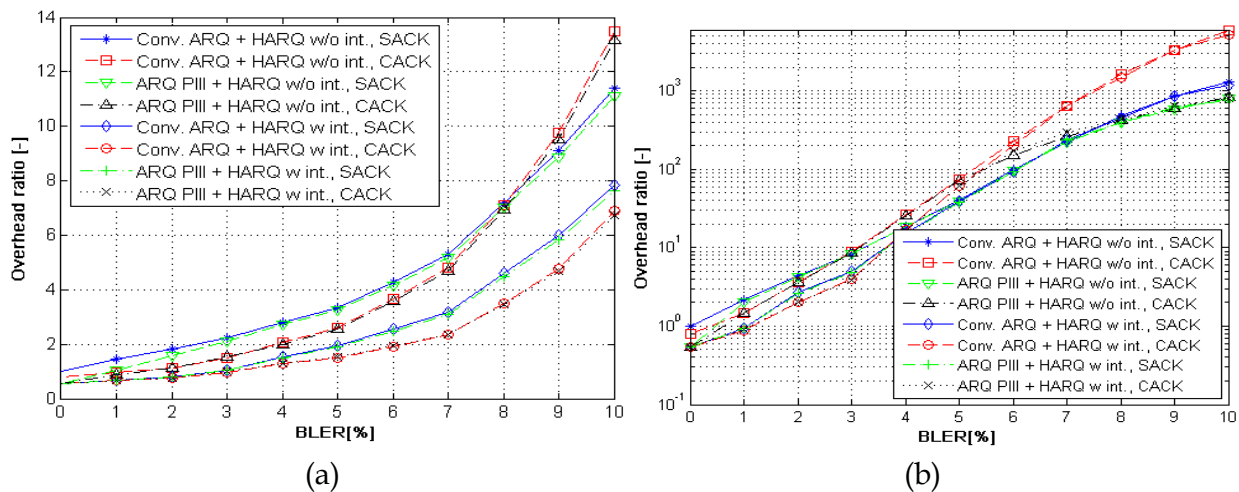 Overhead ratio [-]
14
12
10
8
6
4
2
0
Conv. ARQ + HARQ w/o int., SACK
Conv. ARQ + HARQ w/o int., CACK
ARQ PIII + HARQ w/o int., SACK
ARQ PIII + HARQ w/o int., CACK
Conv. ARQ + HARQ w int., SACK
Conv. ARQ + HARQ w int., CACK
ARQ PIII + HARQ w int., SACK
ARQ PIII + HARQ w int., CACK
0 1 2 3 4 5 6 7 8 9 10
BLER[%]
(a)
Overhead ratio [-]
10^3
10^2
10^1
10^0
10^-1
Conv. ARQ + HARQ w/o int., SACK
Conv. ARQ + HARQ w/o int., CACK
ARQ PIII + HARQ w/o int., SACK
ARQ PIII + HARQ w/o int., CACK
Conv. ARQ + HARQ w int., SACK
Conv. ARQ + HARQ w int., CACK
ARQ PIII + HARQ w int., SACK
ARQ PIII + HARQ w int., CACK
0 1 2 3 4 5 6 7 8 9 10
BLER[%]
(b)